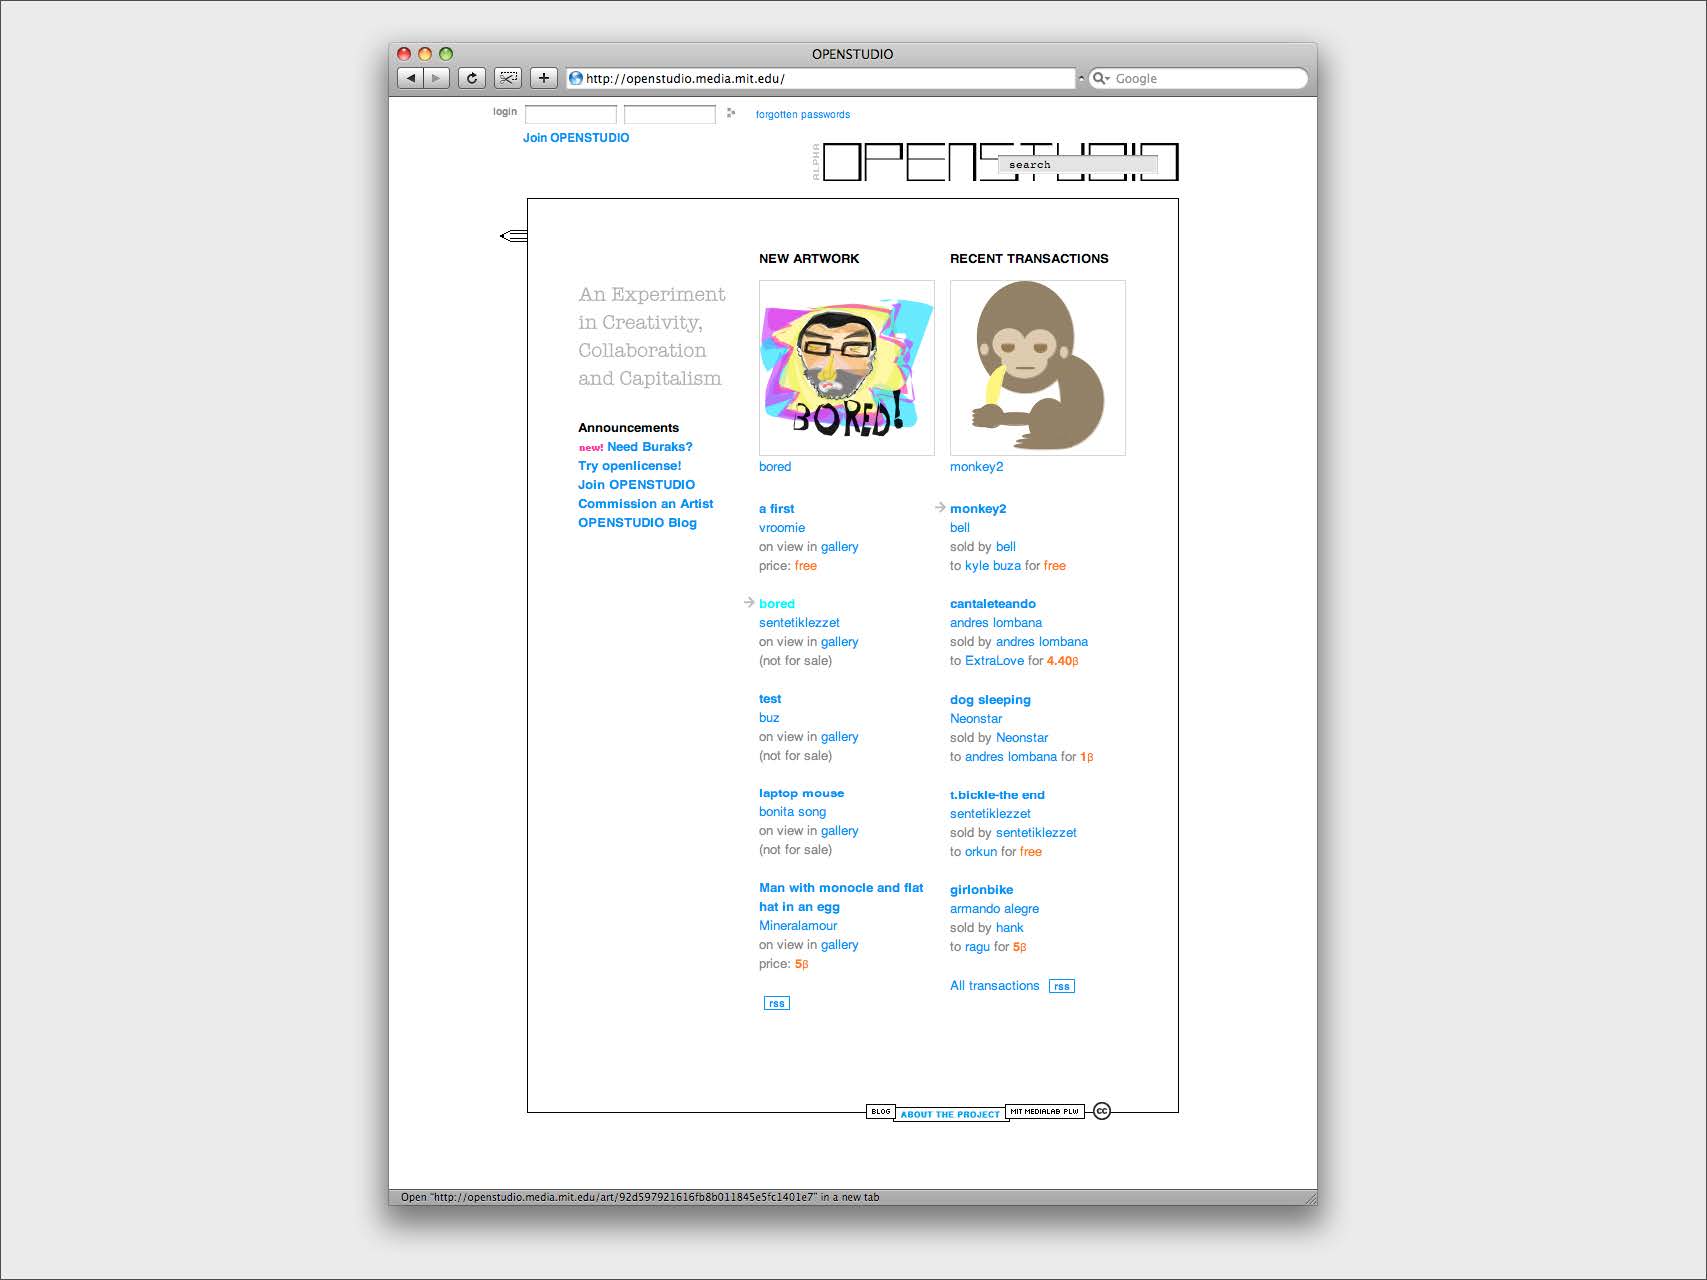 OPENSTUDIO
http://openstudio.media.mit.edu/
Google
login
forgotten passwords
Join OPENSTUDIO
ALPHA
OPENSTUDIO
search
An Experiment
in Creativity,
Collaboration
and Capitalism
Announcements
new! Need Buraks?
Try openlicense!
Join OPENSTUDIO
Commission an Artist
OPENSTUDIO Blog
NEW ARTWORK
BORED!
bored
a first
vroomie
on view in gallery
price: free
bored
sentetiklezzet
on view in gallery
(not for sale)
test
buz
on view in gallery
(not for sale)
laptop mouse
bonita song
on view in gallery
(not for sale)
Man with monocle and flat
hat in an egg
Mineralamour
on view in gallery
price: 5β
rss
RECENT TRANSACTIONS
monkey2
monkey2
bell
sold by bell
to kyle buza for free
cantaleteando
andres lombana
sold by andres lombana
to ExtraLove for 4.40β
dog sleeping
Neonstar
sold by Neonstar
to andres lombana for 1β
t.bickle-the end
sentetiklezzet
sold by sentetiklezzet
to orkun for free
girlonbike
armando alegre
sold by hank
to ragu for 5β
All transactions rss
BLOG
ABOUT THE PROJECT
MIT MEDIALAB PLW
cc
Open "http://openstudio.media.mit.edu/art/92d597921616fb8b011845e5fc1401e7" in a new tab